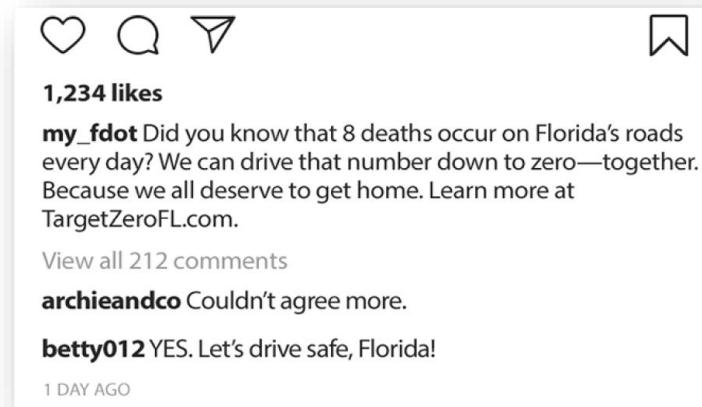 1,234 likes
my_fdot Did you know that 8 deaths occur on Florida's roads
every day? We can drive that number down to zero—together.
Because we all deserve to get home. Learn more at
TargetZeroFL.com.
View all 212 comments
archieandco Couldn't agree more.
betty012 YES. Let's drive safe, Florida!
1 DAY AGO